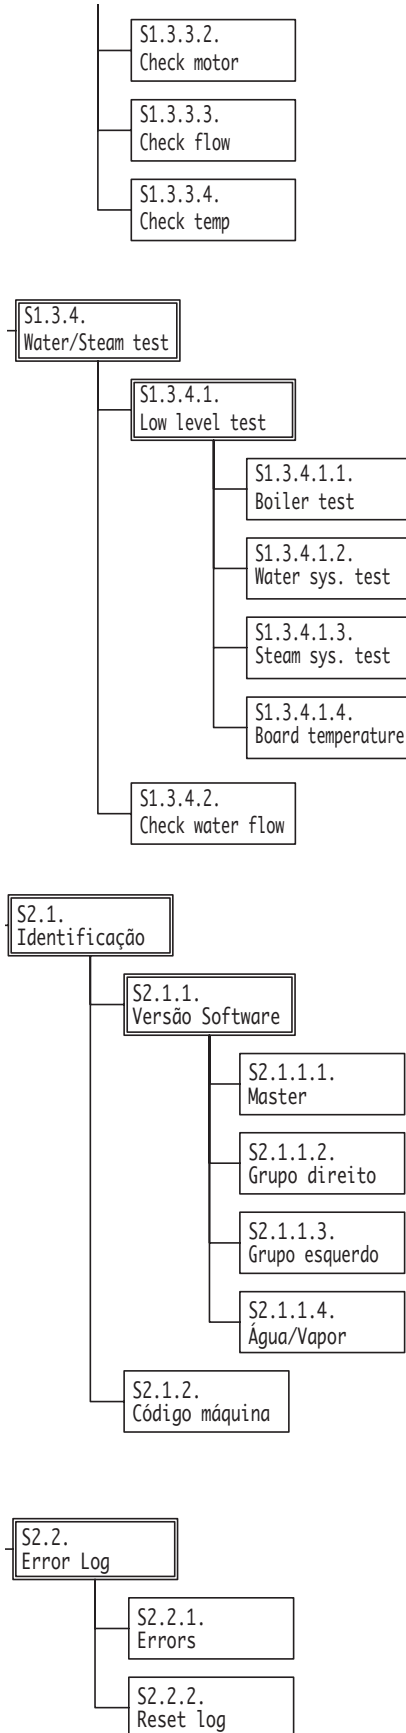 S1.3.3.2.
Check motor
S1.3.3.3.
Check flow
S1.3.3.4.
Check temp
S1.3.4.
Water/Steam test
S1.3.4.1.
Low level test
S1.3.4.1.1.
Boiler test
S1.3.4.1.2.
Water sys. test
S1.3.4.1.3.
Steam sys. test
S1.3.4.1.4.
Board temperature
S1.3.4.2.
Check water flow
S2.1.
Identificação
S2.1.1.
Versão Software
S2.1.1.1.
Master
S2.1.1.2.
Grupo direito
S2.1.1.3.
Grupo esquerdo
S2.1.1.4.
Água/Vapor
S2.1.2.
Código máquina
S2.2.
Error Log
S2.2.1.
Errors
S2.2.2.
Reset log